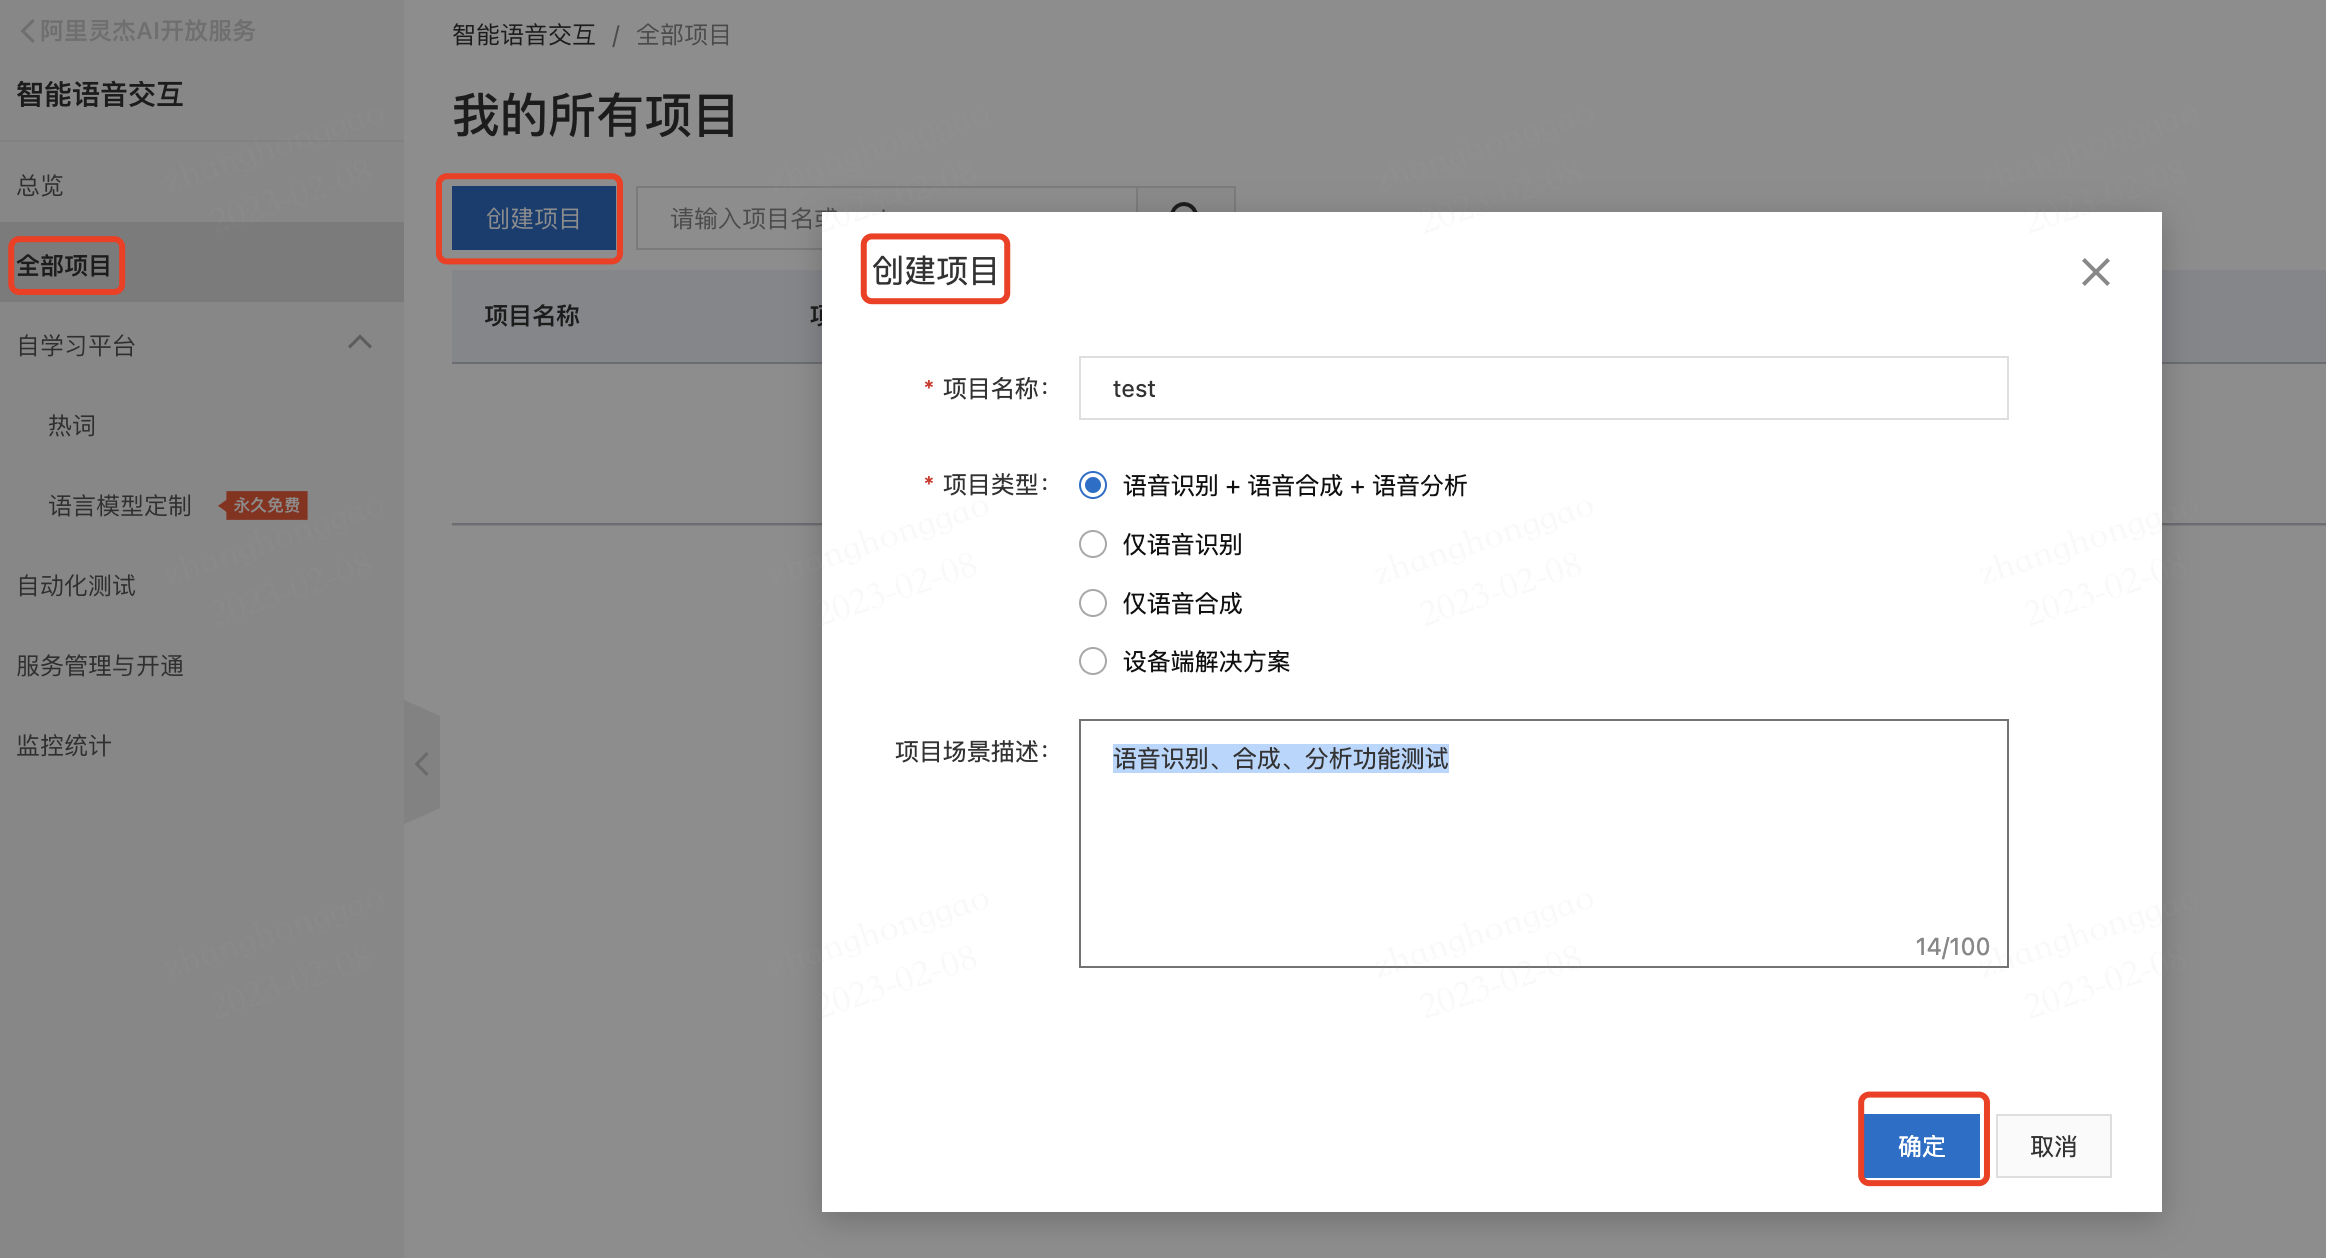 阿里灵杰AI开放服务
智能语音交互
总览
全部项目
自学习平台
热词
语言模型定制 永久免费
自动化测试
服务管理与开通
监控统计
智能语音交互 / 全部项目
我的所有项目
创建项目
请输入项目名或
项目名称
创建项目
* 项目名称: test
* 项目类型: 语音识别 + 语音合成 + 语音分析
仅语音识别
仅语音合成
设备端解决方案
项目场景描述: 语音识别、合成、分析功能测试
14/100
确定 取消
zhanghonggao
2023-02-08